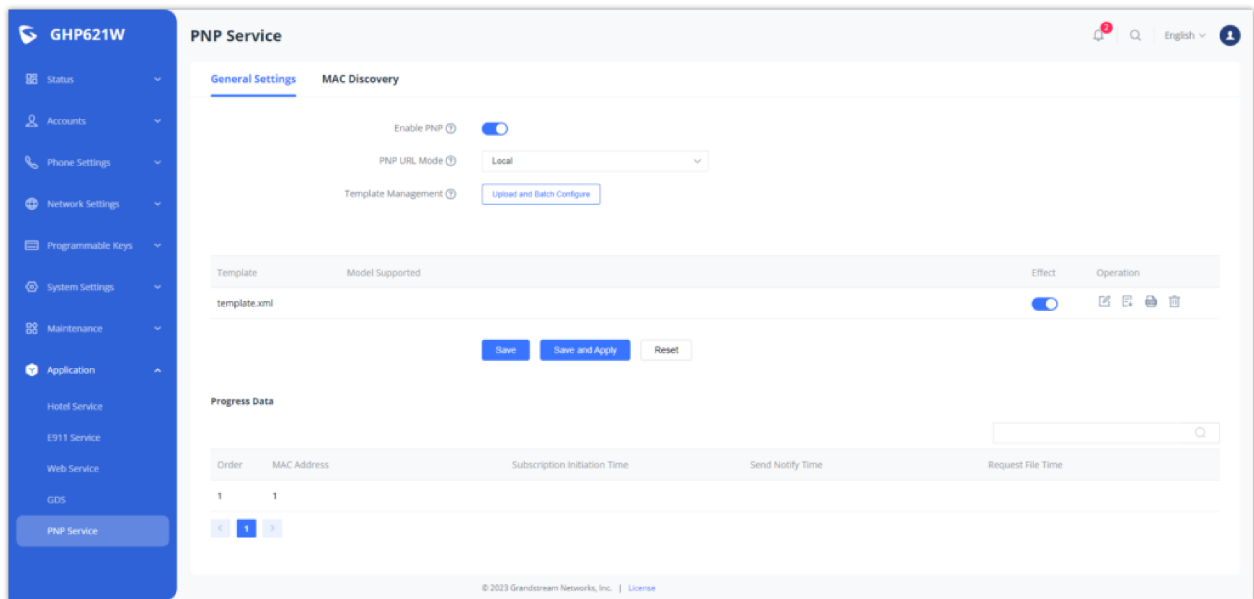 GHP621W
PNP Service
2
English
Status
Accounts
Phone Settings
Network Settings
Programmable Keys
System Settings
Maintenance
Application
Hotel Service
E911 Service
Web Service
GDS
PNP Service
General Settings MAC Discovery
Enable PNP ?
PNP URL Mode ? Local
Template Management ? Upload and Batch Configure
Template Model Supported Effect Operation
template.xml
Save Save and Apply Reset
Progress Data
Order MAC Address Subscription Initiation Time Send Notify Time Request File Time
1 1
< 1 >
© 2023 Grandstream Networks, Inc. | License